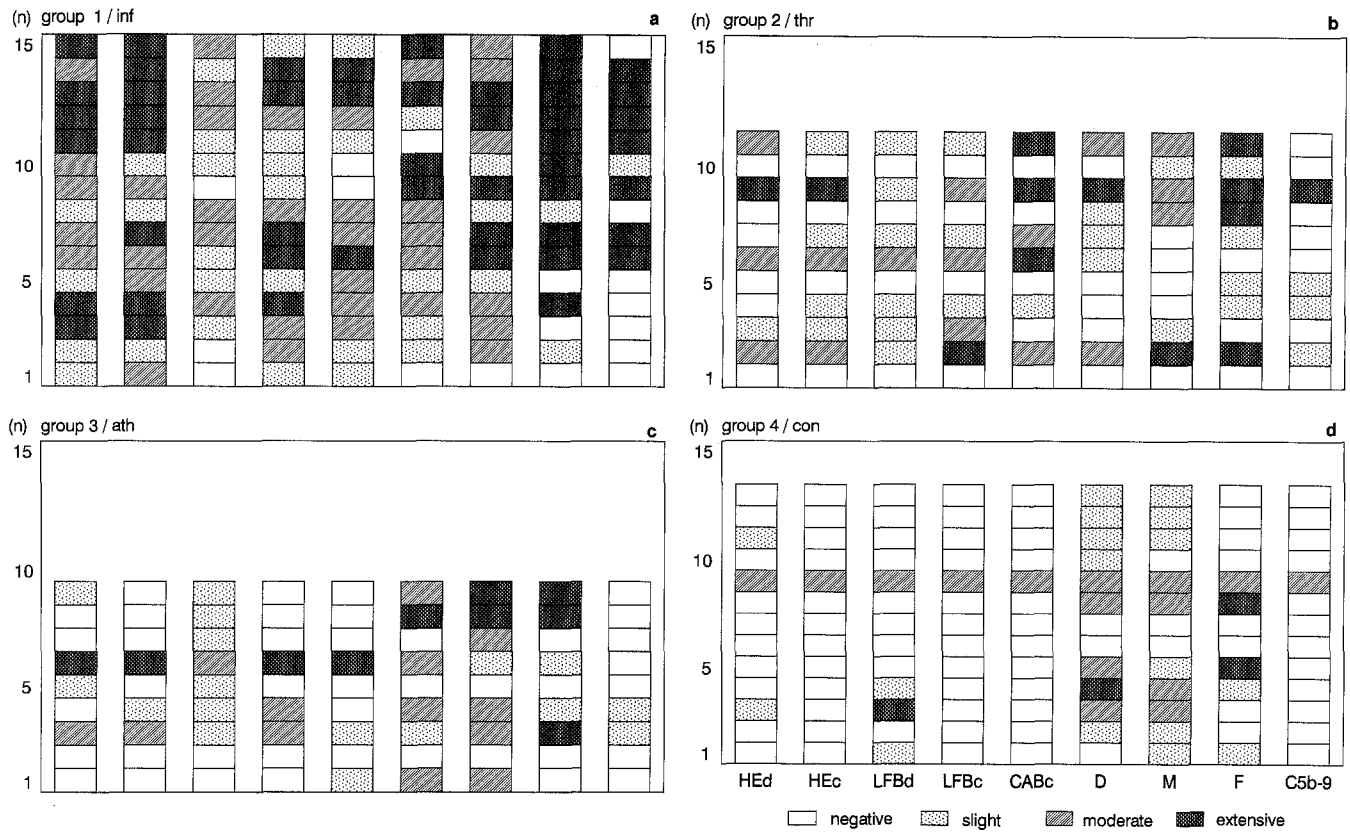 (n) group 1 / inf a
15
10
5
1
(n) group 2 / thr b
15
10
5
1
(n) group 3 / ath c
15
10
5
1
(n) group 4 / con d
15
10
5
1
HEd HEc LFBd LFBc CABc D M F C5b-9
negative slight moderate extensive